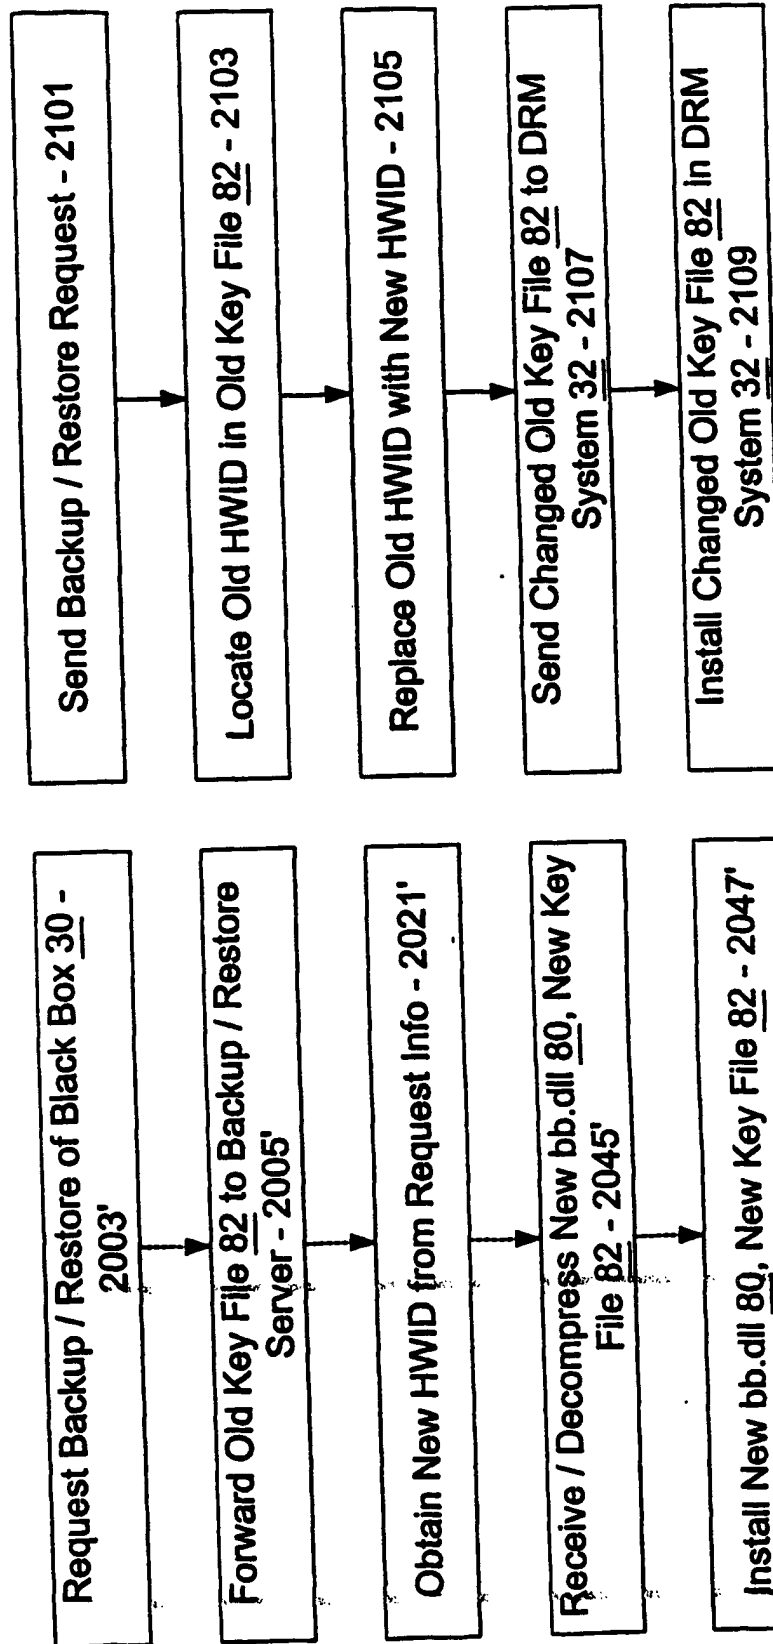 Request Backup / Restore of Black Box 30 -
2003'
Forward Old Key File 82 to Backup / Restore
Server - 2005'
Obtain New HWID from Request Info - 2021'
Receive / Decompress New bb.dll 80, New Key
File 82 - 2045'
Install New bb.dll 80, New Key File 82 - 2047'
Send Backup / Restore Request - 2101
Locate Old HWID in Old Key File 82 - 2103
Replace Old HWID with New HWID - 2105
Send Changed Old Key File 82 to DRM
System 32 - 2107
Install Changed Old Key File 82 in DRM
System 32 - 2109